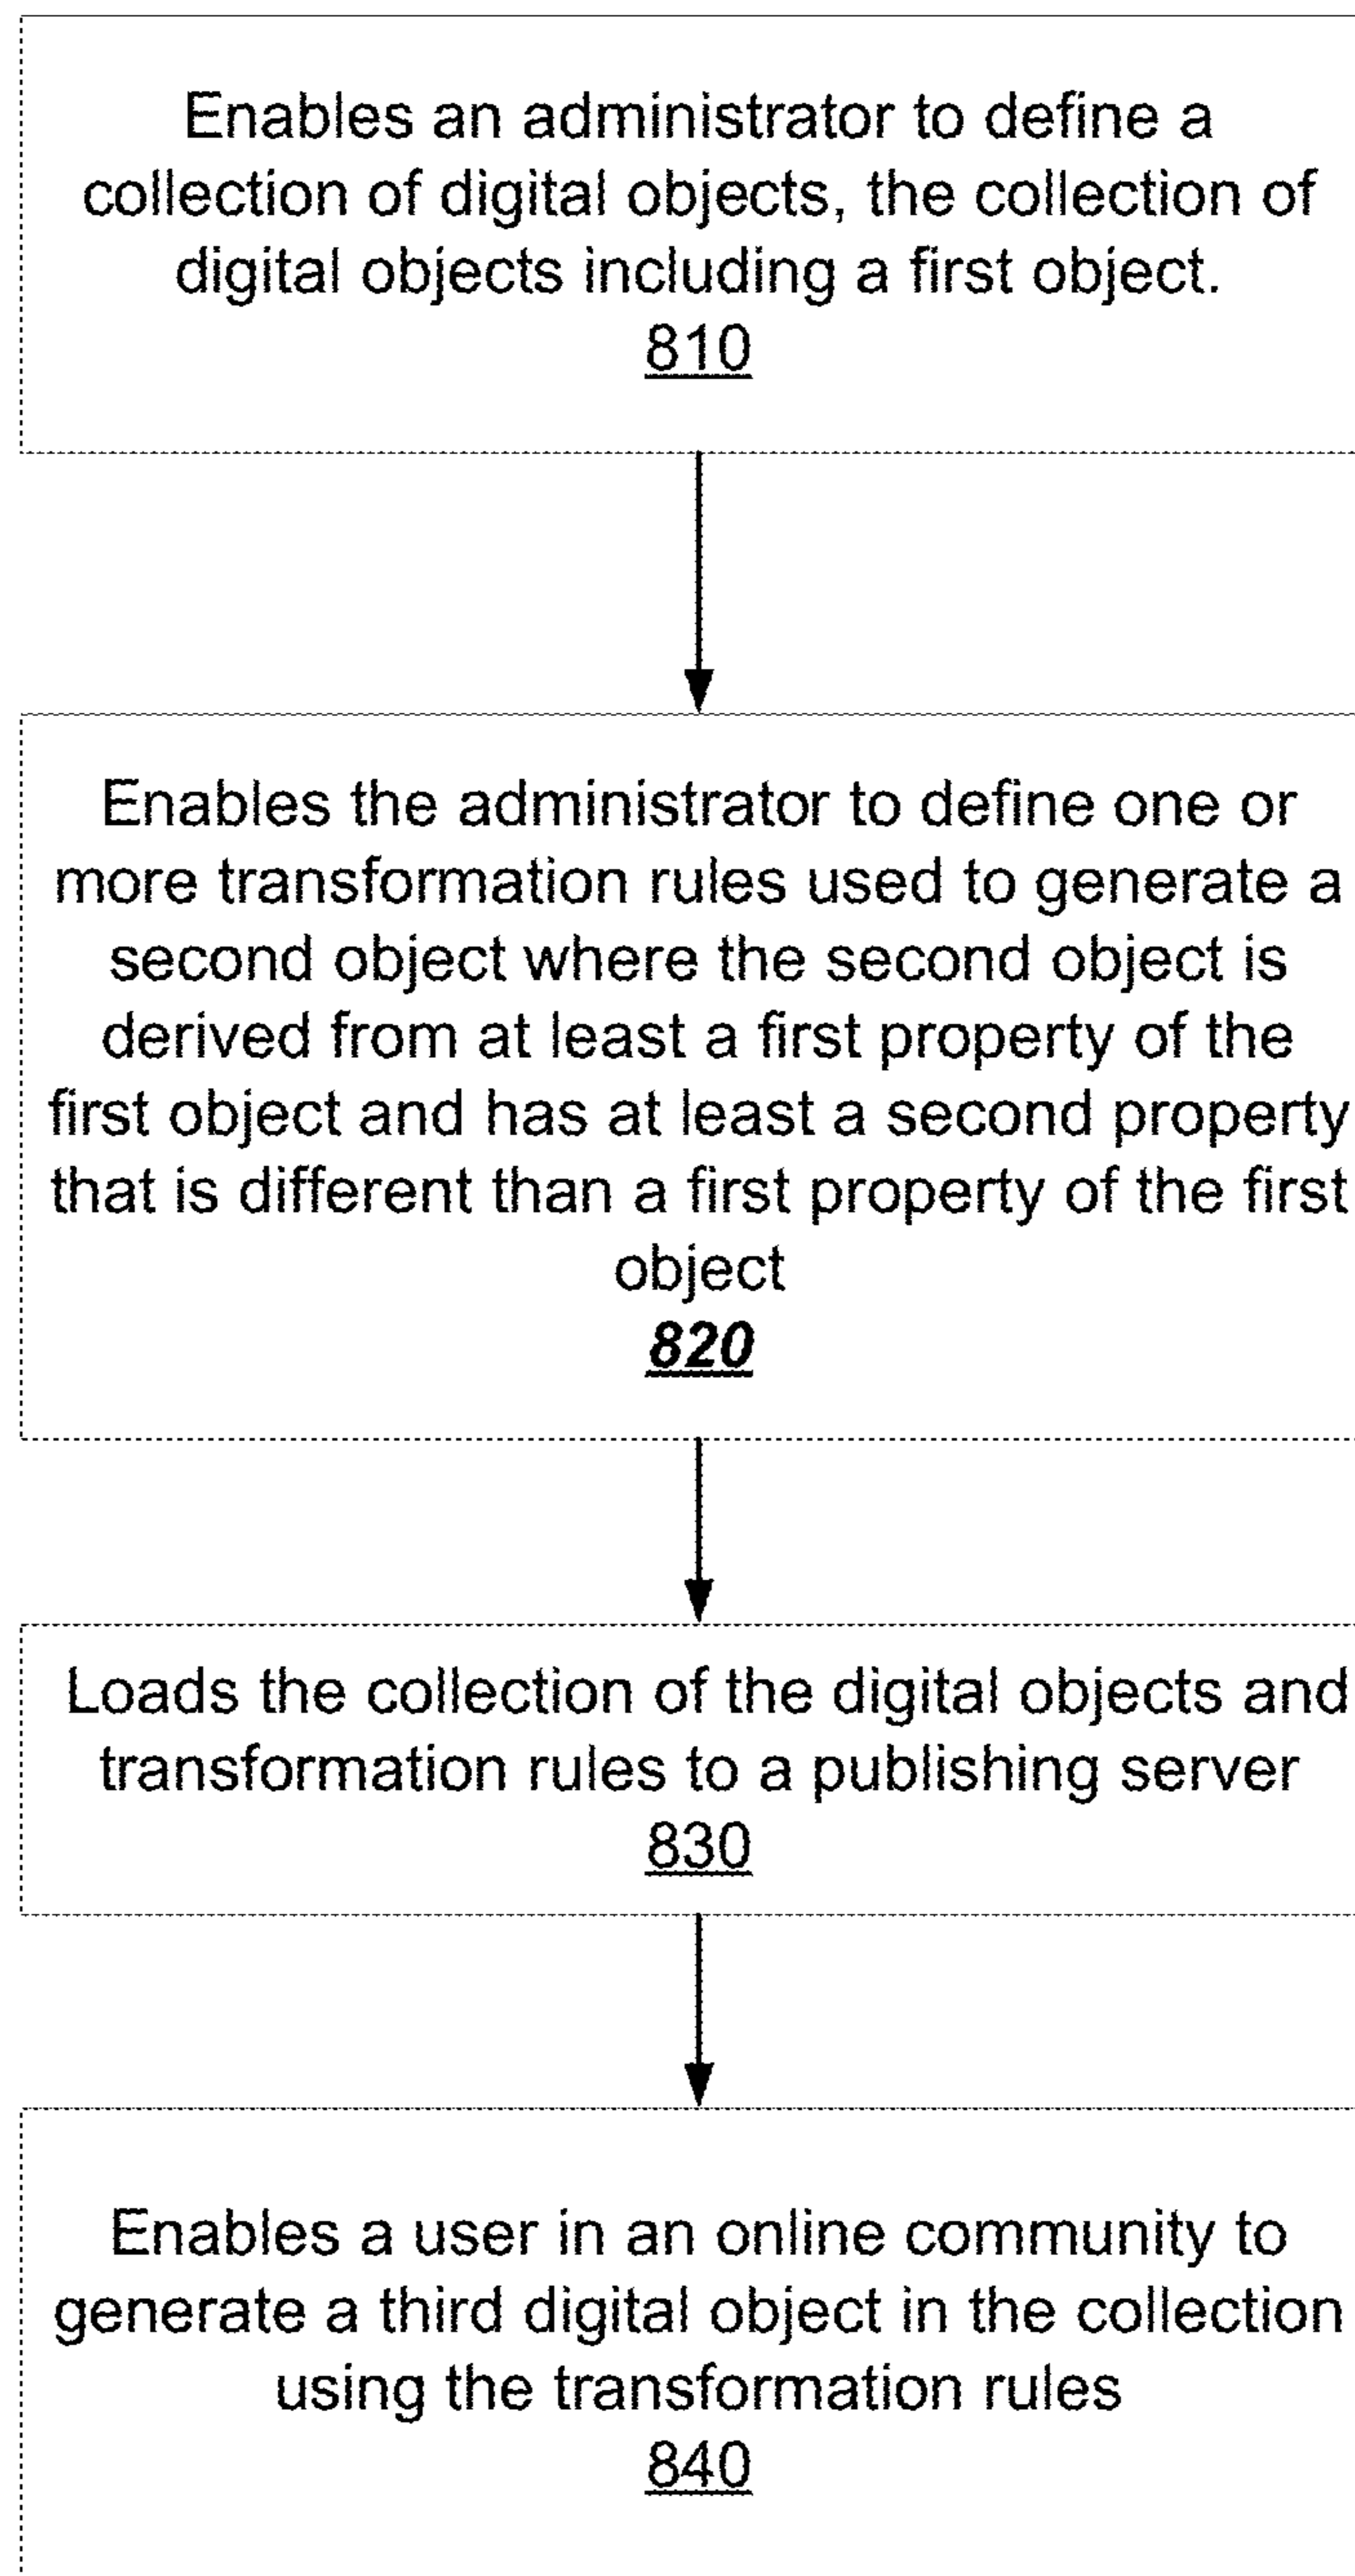 Enables an administrator to define a
collection of digital objects, the collection of
digital objects including a first object.
810
Enables the administrator to define one or
more transformation rules used to generate a
second object where the second object is
derived from at least a first property of the
first object and has at least a second property
that is different than a first property of the first
object
820
Loads the collection of the digital objects and
transformation rules to a publishing server
830
Enables a user in an online community to
generate a third digital object in the collection
using the transformation rules
840